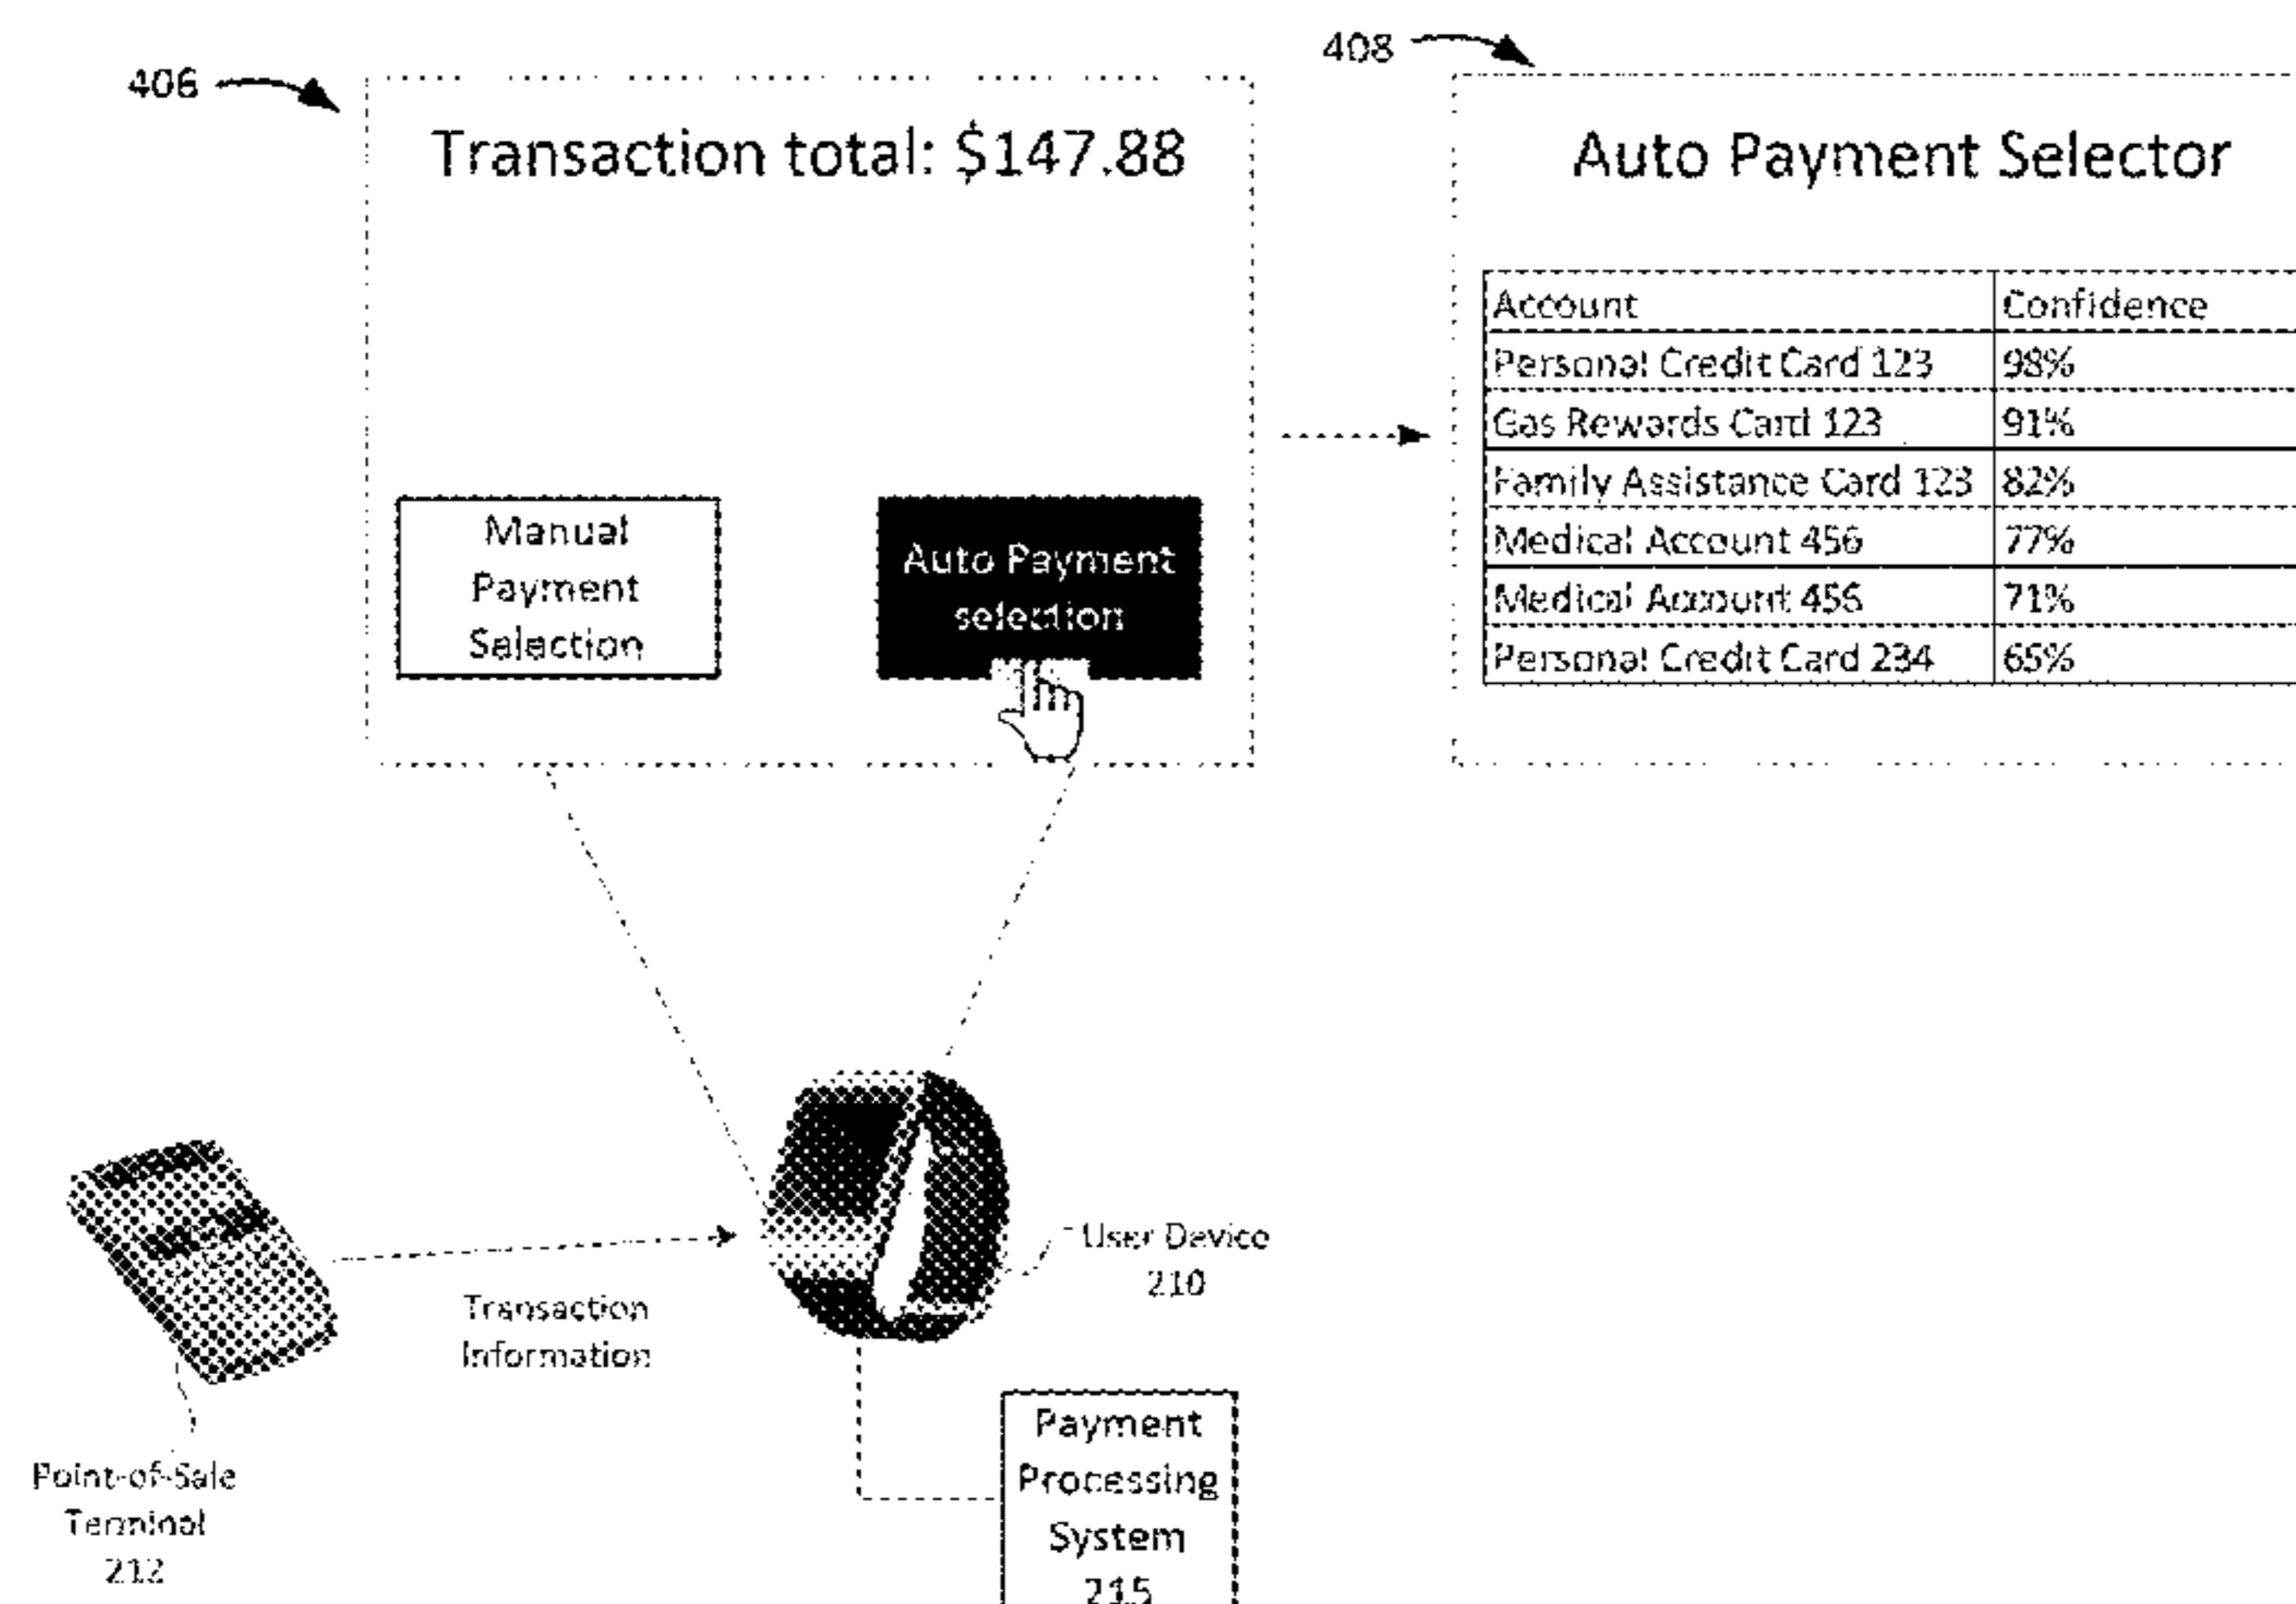 406
Transaction total: $147.88
Manual
Payment
Selection
Auto Payment
selection
408
Auto Payment Selector
Account Confidence
Personal Credit Card 123 98%
Gas Rewards Card 123 91%
Family Assistance Card 123 82%
Medical Account 456 77%
Medical Account 456 71%
Personal Credit Card 234 65%
Transaction
Information
User Device
210
Point-of-Sale
Terminal
212
Payment
Processing
System
215